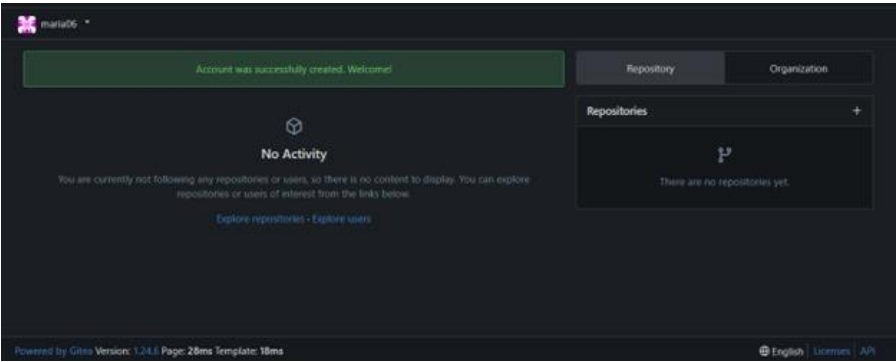 maria06
Account was successfully created. Welcome!
Repository
Organization
Repositories
No Activity
You are currently not following any repositories or users, so there is no content to display. You can explore
repositories or users of interest from the links below.
Explore repositories - Explore users
There are no repositories yet.
Powered by Gitea Version: 1.24.6 Page: 28ms Template: 18ms
English Licenses API